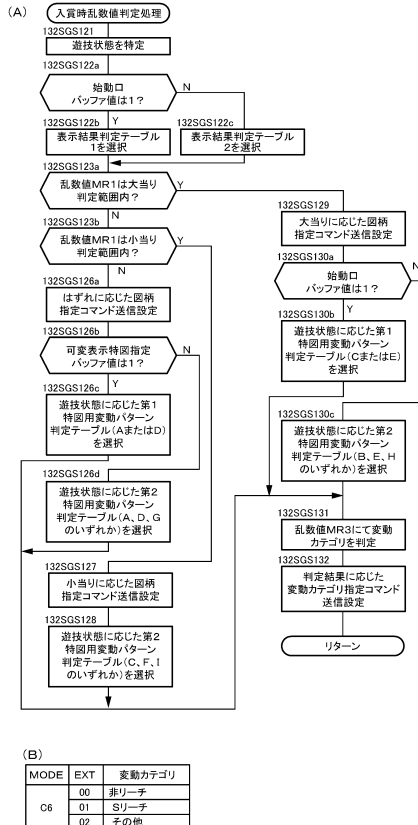 (A)
入賞時乱数値判定処理
132SGS121
遊技状態を特定
132SGS122a
始動口
バッファ値は1?
N
Y
132SGS122b
表示結果判定テーブル
1を選択
132SGS122c
表示結果判定テーブル
2を選択
132SGS123a
乱数値MR1は大当り
判定範囲内?
Y
N
132SGS123b
乱数値MR1は小当り
判定範囲内?
Y
N
132SGS126a
はずれに応じた図柄
指定コマンド送信設定
132SGS126b
可変表示特図指定
バッファ値は1?
N
Y
132SGS126c
遊技状態に応じた第1
特図用変動パターン
判定テーブル(AまたはD)
を選択
132SGS126d
遊技状態に応じた第2
特図用変動パターン
判定テーブル(A、D、G
のいずれか)を選択
132SGS127
小当りに応じた図柄
指定コマンド送信設定
132SGS128
遊技状態に応じた第2
特図用変動パターン
判定テーブル(C、F、I
のいずれか)を選択
132SGS129
大当りに応じた図柄
指定コマンド送信設定
132SGS130a
始動口
バッファ値は1?
N
Y
132SGS130b
遊技状態に応じた第1
特図用変動パターン
判定テーブル(CまたはE)
を選択
132SGS130c
遊技状態に応じた第2
特図用変動パターン
判定テーブル(B、E、H
のいずれか)を選択
132SGS131
乱数値MR3にて変動
カテゴリを判定
132SGS132
判定結果に応じた
変動カテゴリ指定コマンド
送信設定
リターン
(B)
MODE EXT 変動カテゴリ
C6 00 非リーチ
01 Sリーチ
02 その他